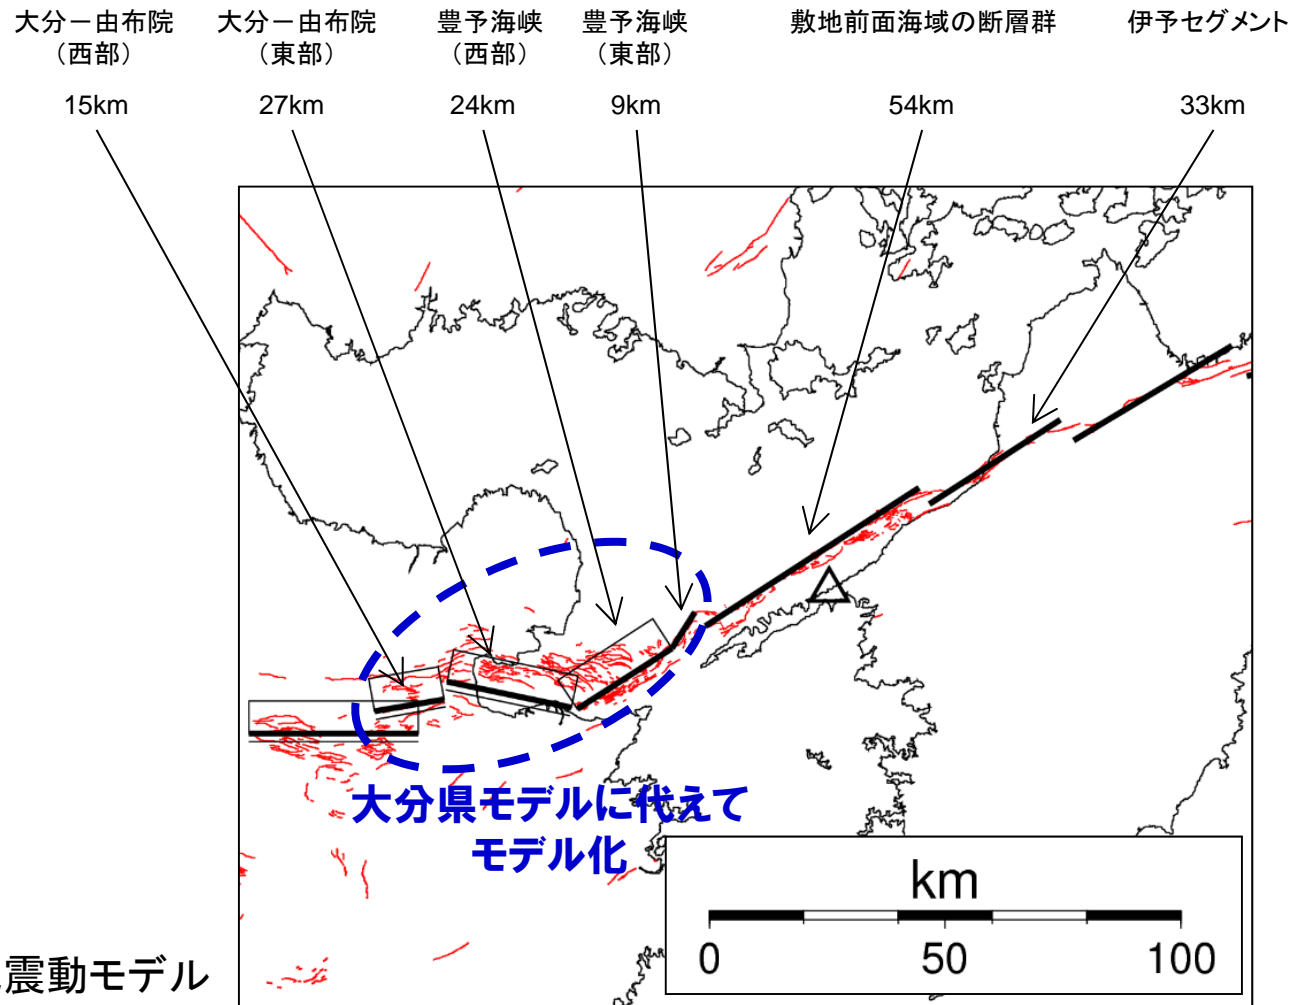 大分－由布院
（西部）
大分－由布院
（東部）
豊予海峡
（西部）
豊予海峡
（東部）
敷地前面海域の断層群
伊予セグメント
15km
27km
24km
9km
54km
33km
大分県モデルに代えて
モデル化
km
0
50
100
震動モデル